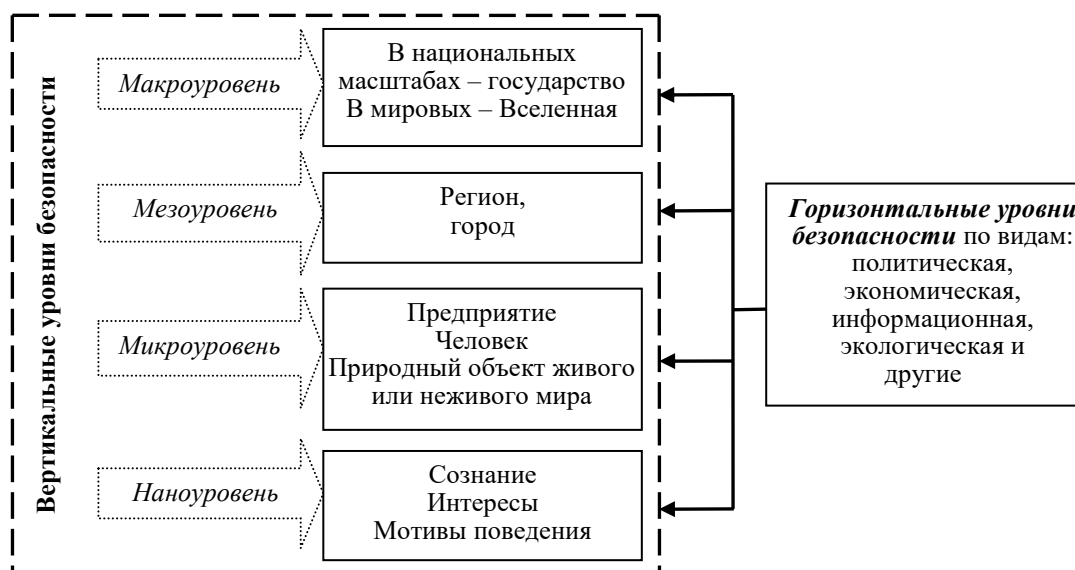 Вертикальные уровни безопасности
Макроуровень
В национальных
масштабах – государство
В мировых – Вселенная
Мезоуровень
Регион,
город
Микроуровень
Предприятие
Человек
Природный объект живого
или неживого мира
Наноуровень
Сознание
Интересы
Мотивы поведения
Горизонтальные уровни
безопасности по видам:
политическая,
экономическая,
информационная,
экологическая и
другие